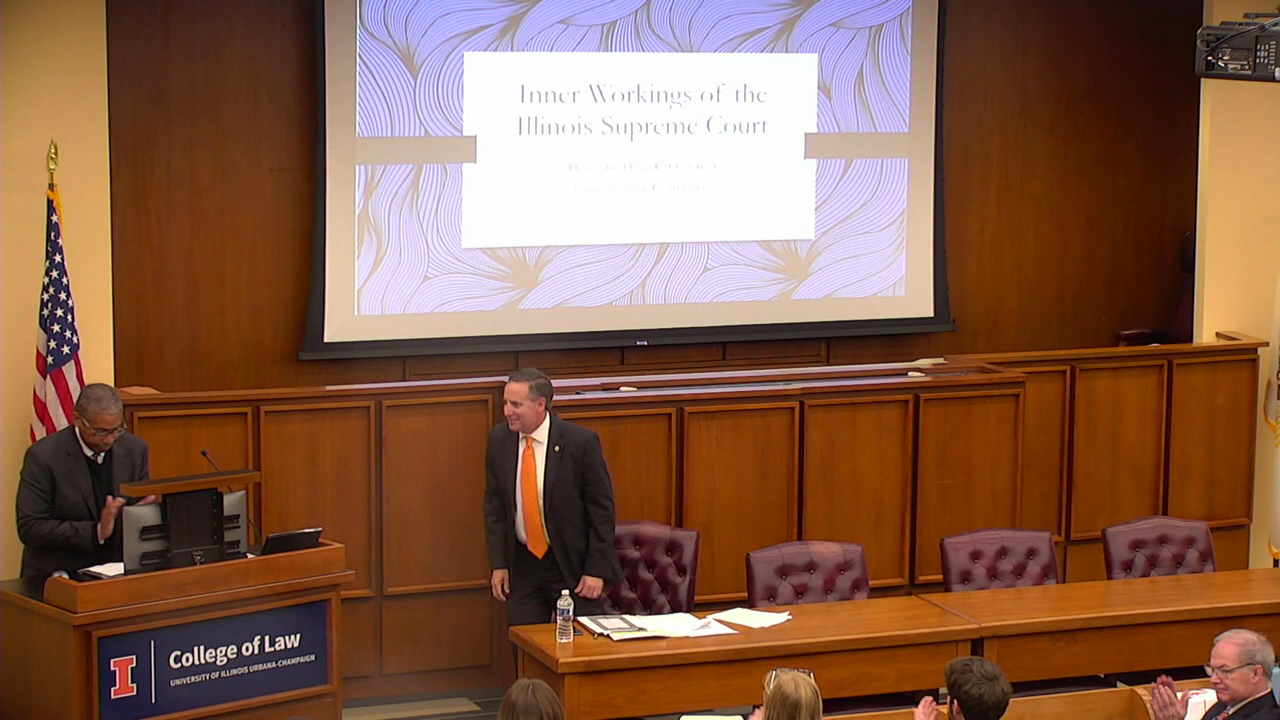 Inner Workings of the
Illinois Supreme Court
I
College of Law
UNIVERSITY OF ILLINOIS URBANA-CHAMPAIGN